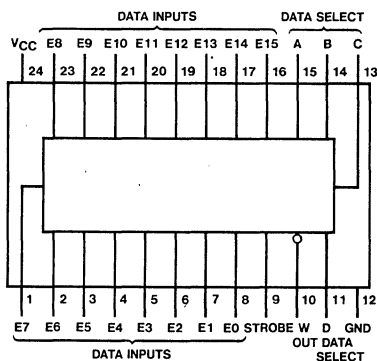 DATA INPUTS DATA SELECT
VCC E8 E9 E10 E11 E12 E13 E14 E15 A B C
24 23 22 21 20 19 18 17 16 15 14 13
1 2 3 4 5 6 7 8 9 10 11 12
E7 E6 E5 E4 E3 E2 E1 E0 STROBE W D GND
OUT DATA
DATA INPUTS SELECT